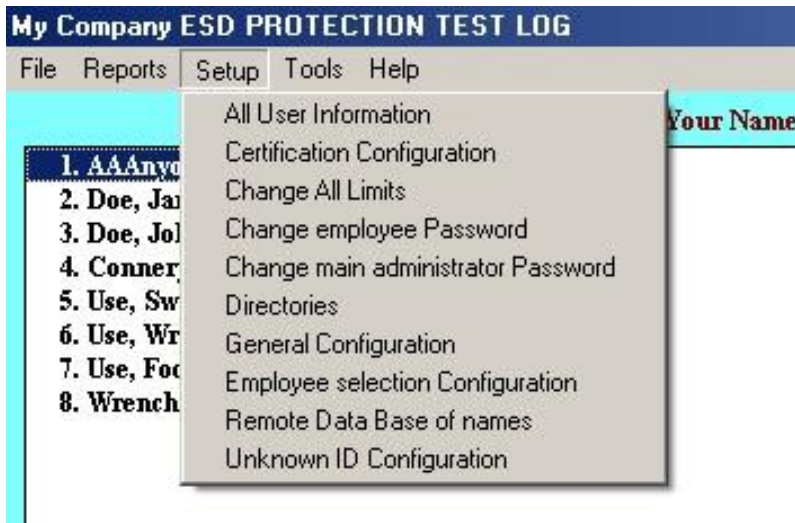 My Company ESD PROTECTION TEST LOG
File Reports Setup Tools Help
Your Name
All User Information
Certification Configuration
Change All Limits
Change employee Password
Change main administrator Password
Directories
General Configuration
Employee selection Configuration
Remote Data Base of names
Unknown ID Configuration
1. AAAnyo
2. Doe, Ja
3. Doe, Jo
4. Conner
5. Use, Sw
6. Use, Wr
7. Use, Foo
8. Wrench